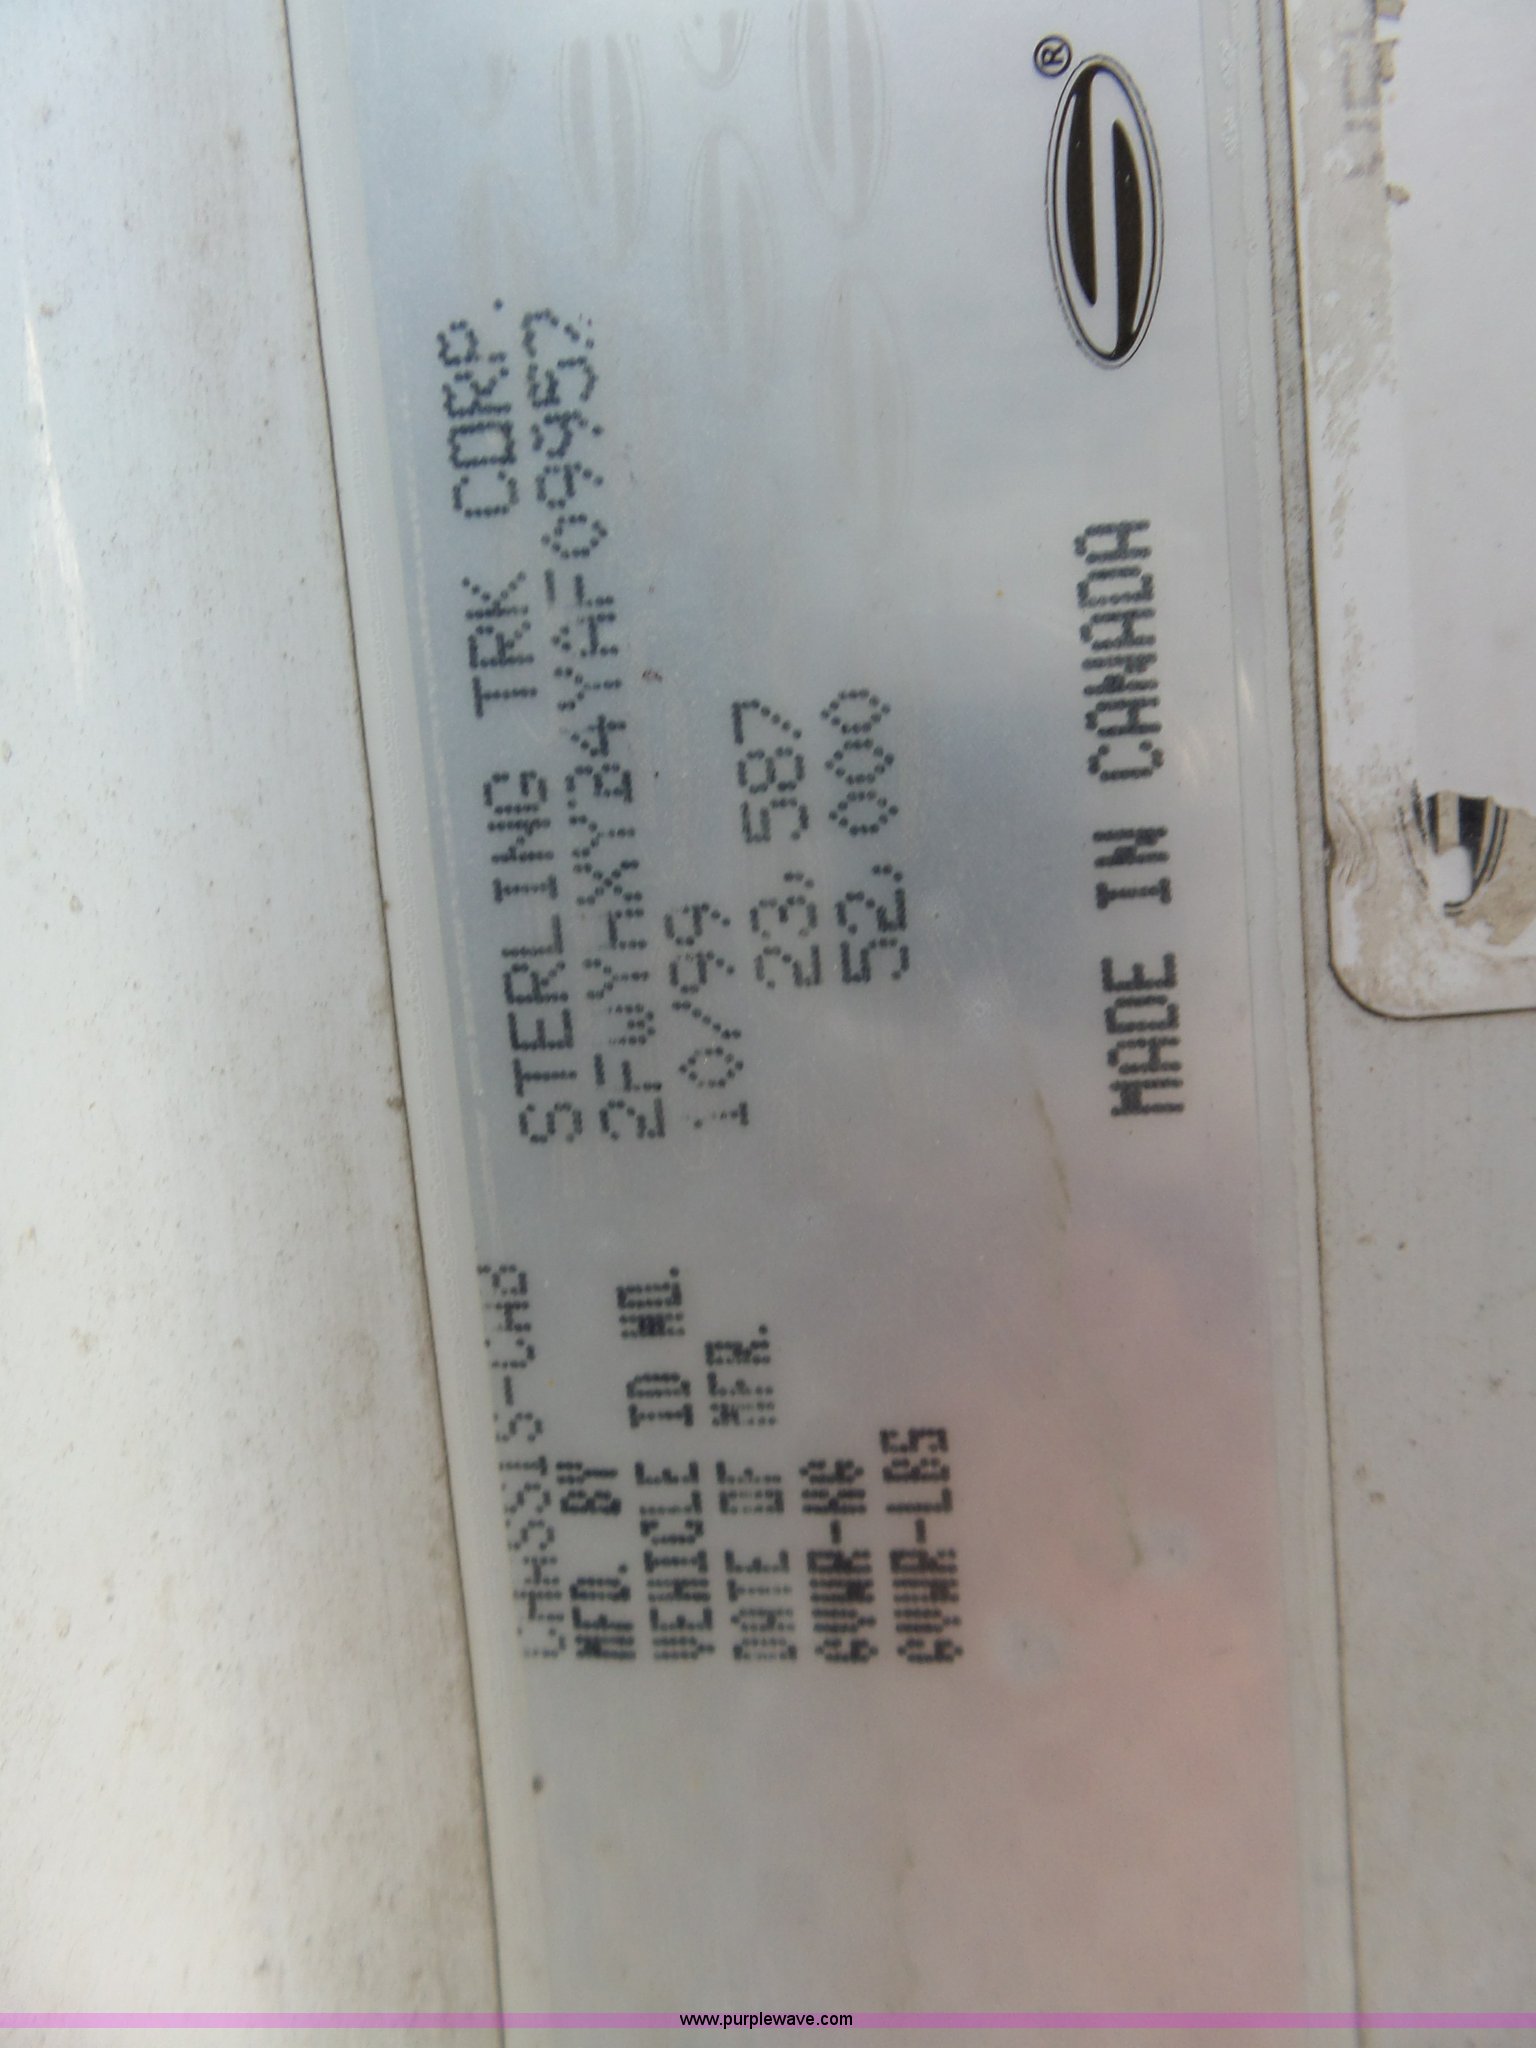 CHASSIS-CAB
MFD. BY STERLING TRK CORP.
VEHICLE ID NO. 2FWYHXYB4YAF09957
DATE OF MFR. 10/99
GVWR-KG 23,587
GVWR-LBS 52,000
MADE IN CANADA
®
www.purplewave.com